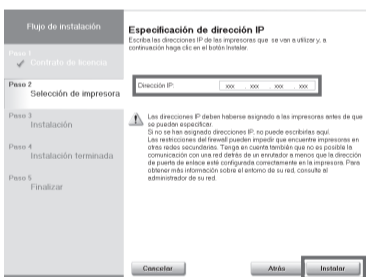 Flujo de instalación
Paso 1
Contrato de licencia
Paso 2
Selección de impresora
Paso 3
Instalación
Paso 4
Instalación terminada
Paso 5
Finalizar
Especificación de dirección IP
Escriba las direcciones IP de las impresoras que se van a utilizar y, a
continuación haga clic en el botón Instalar.
Dirección IP: xxx xxx xxx xxx
Las direcciones IP deben haberse asignado a las impresoras antes de que
se puedan especificar.
Si no se han asignado direcciones IP, no puede escribirlas aquí.
Las restricciones del firewall pueden impedir que encuentre impresoras en
otras redes secundarias. Tenga en cuenta también que no es posible la
comunicación con una red detrás de un enrutador a menos que la dirección
de puerta de enlace esté configurada correctamente en la impresora. Para
obtener más información sobre el entorno de su red, consulte al
administrador de su red.
Cancelar
Atrás
Instalar